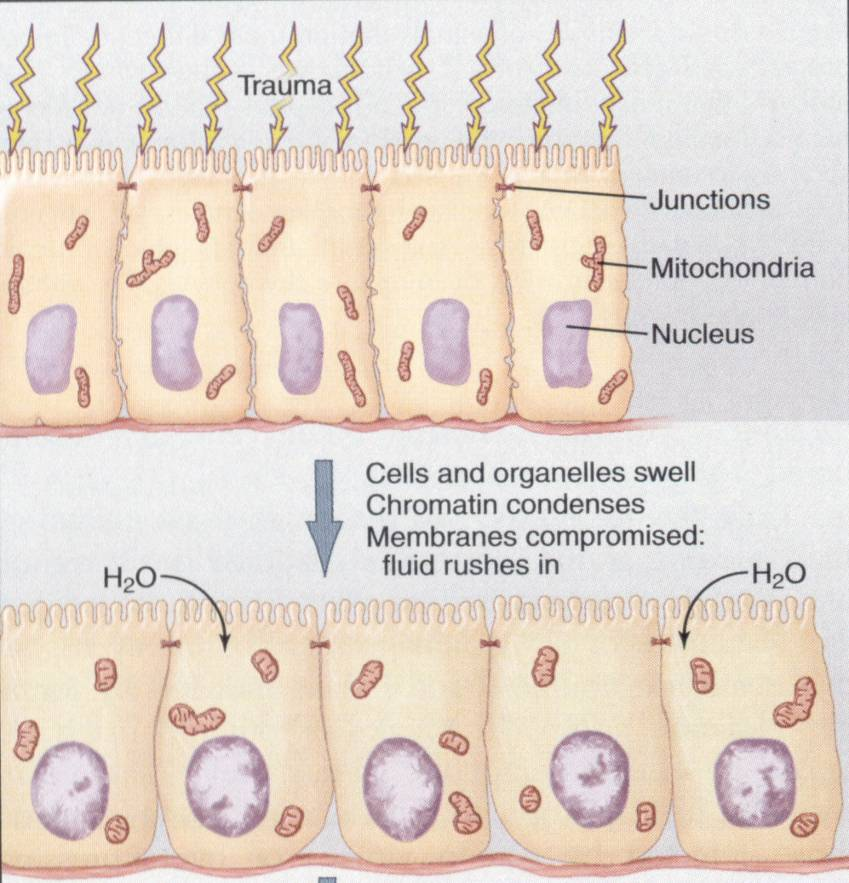 Trauma
Junctions
Mitochondria
Nucleus
Cells and organelles swell
Chromatin condenses
Membranes compromised:
fluid rushes in
H₂O
H₂O